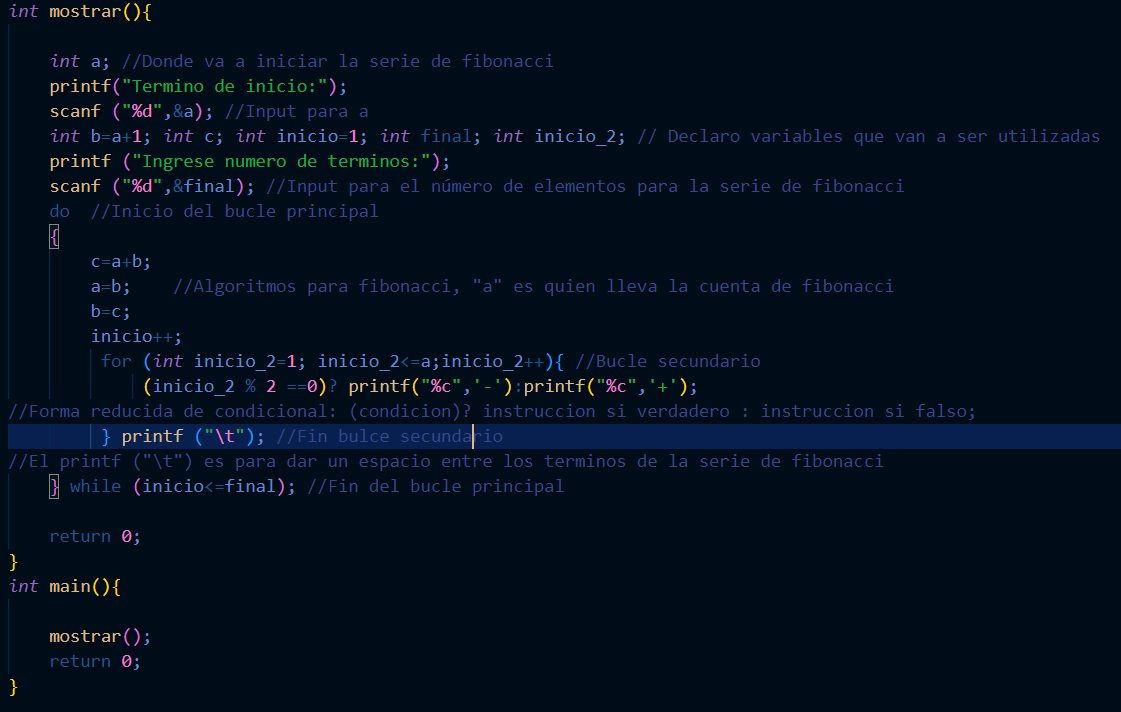 int mostrar(){
int a; //Donde va a iniciar la serie de fibonacci
printf("Termino de inicio:");
scanf ("%d",&a); //Input para a
int b=a+1; int c; int inicio=1; int final; int inicio_2; // Declaro variables que van a ser utilizadas
printf ("Ingrese numero de terminos:");
scanf ("%d",&final); //Input para el número de elementos para la serie de fibonacci
do  //Inicio del bucle principal
{
c=a+b;
a=b;    //Algoritmos para fibonacci, "a" es quien lleva la cuenta de fibonacci
b=c;
inicio++;
for (int inicio_2=1; inicio_2<=a;inicio_2++){ //Bucle secundario
(inicio_2 % 2 ==0)? printf("%c",'-'):printf("%c",'+');
//Forma reducida de condicional: (condicion)? instruccion si verdadero : instruccion si falso;
} printf ("\t"); //Fin bulce secundario
//El printf ("\t") es para dar un espacio entre los terminos de la serie de fibonacci
} while (inicio<=final); //Fin del bucle principal
return 0;
}
int main(){
mostrar();
return 0;
}